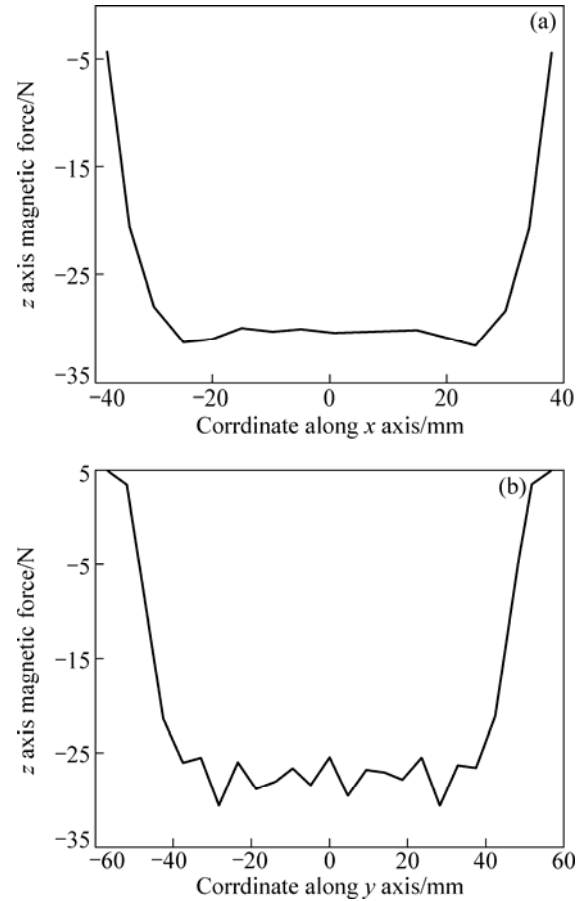 (a)
−5
−15
−25
−35
z axis magnetic force/N
−40 −20 0 20 40
Corrdinate along x axis/mm
(b)
5
−5
−15
−25
−35
z axis magnetic force/N
−60 −40 −20 0 20 40 60
Corrdinate along y axis/mm